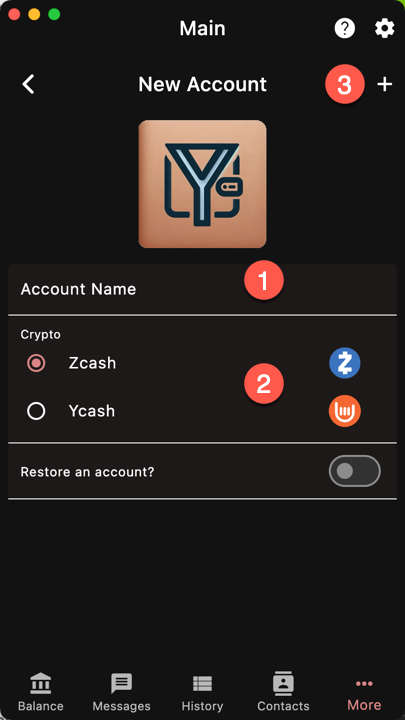 Main
New Account
3
+
1
Account Name
Crypto
Zcash
2
Ycash
Restore an account?
Balance
Messages
History
Contacts
More